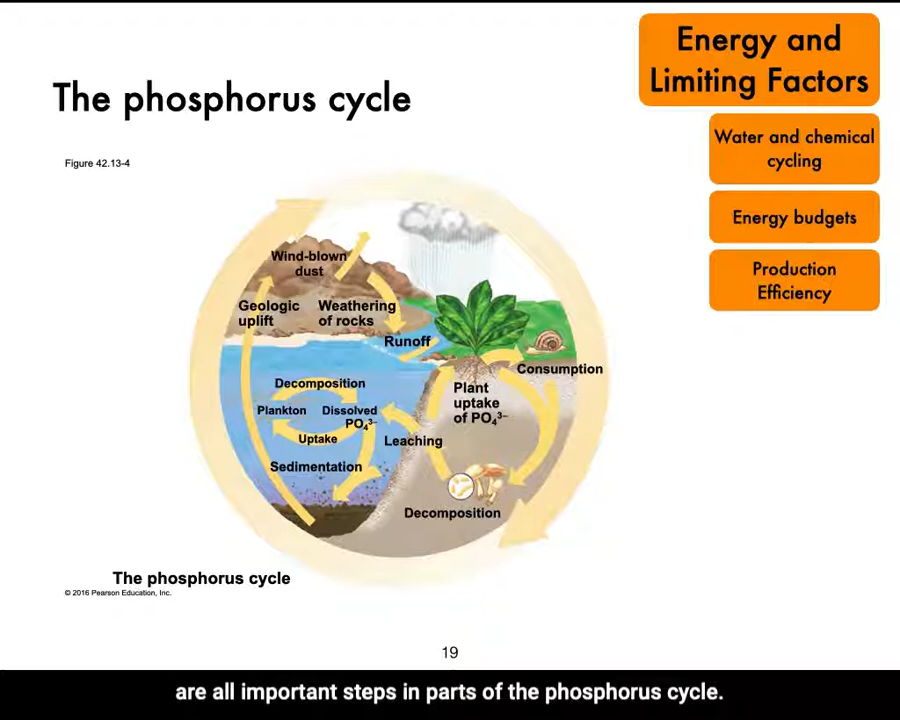 Energy and
Limiting Factors
The phosphorus cycle
Water and chemical
cycling
Figure 42.13-4
Energy budgets
Production
Efficiency
Wind-blown
dust
Geologic
uplift
Weathering
of rocks
Runoff
Consumption
Decomposition
Plant
uptake
of PO₄³⁻
Plankton
Dissolved
PO₄³⁻
Uptake
Leaching
Sedimentation
Decomposition
The phosphorus cycle
© 2016 Pearson Education, Inc.
19
are all important steps in parts of the phosphorus cycle.